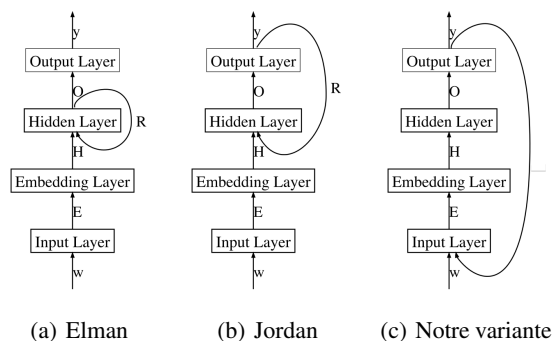 y y y
Output Layer Output Layer Output Layer
O O O
Hidden Layer Hidden Layer Hidden Layer
R R
H H H
Embedding Layer Embedding Layer Embedding Layer
E E E
Input Layer Input Layer Input Layer
w w w
(a) Elman (b) Jordan (c) Notre variante